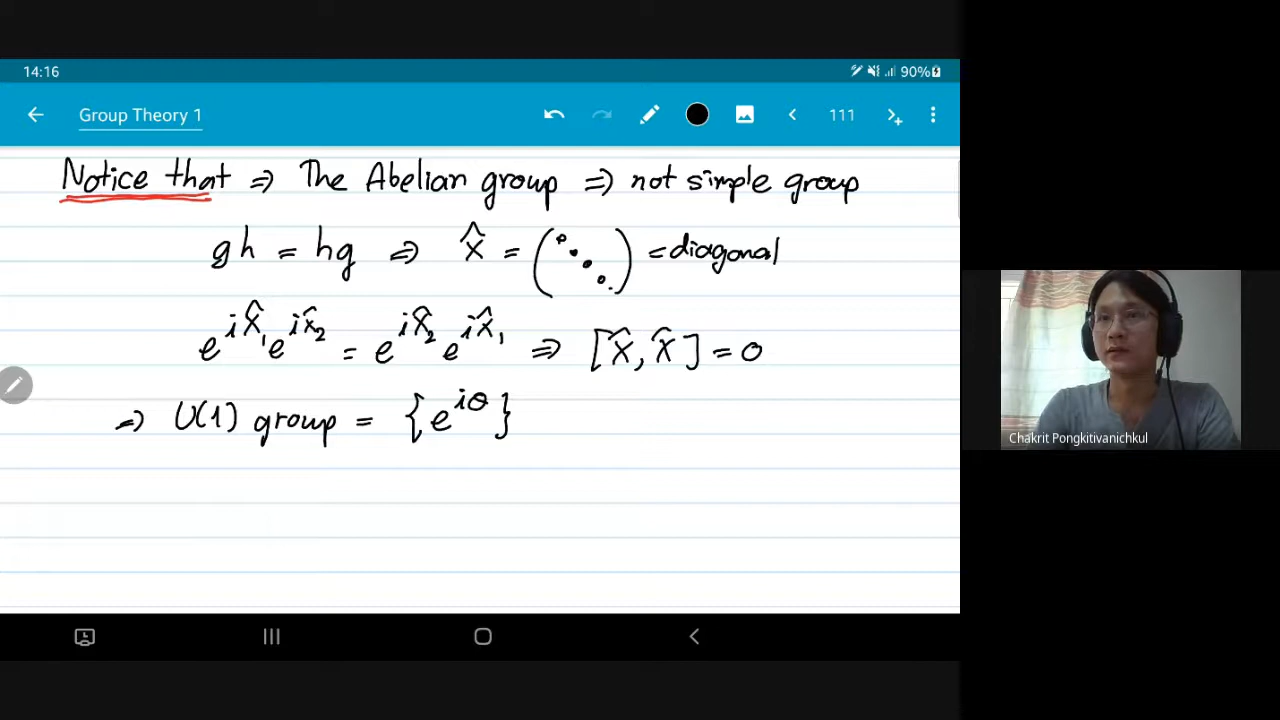 14:16 90%
Group Theory 1 111
Notice that ⇒ The Abelian group ⇒ not simple group
gh = hg ⇒ X̂ = ( ⋱ ) = diagonal
e^{iX̂₁} e^{iX̂₂} = e^{iX̂₂} e^{iX̂₁} ⇒ [X̂, X̂] = 0
⇒ U(1) group = {e^{iθ}}
Chakrit Pongkitivanichkul